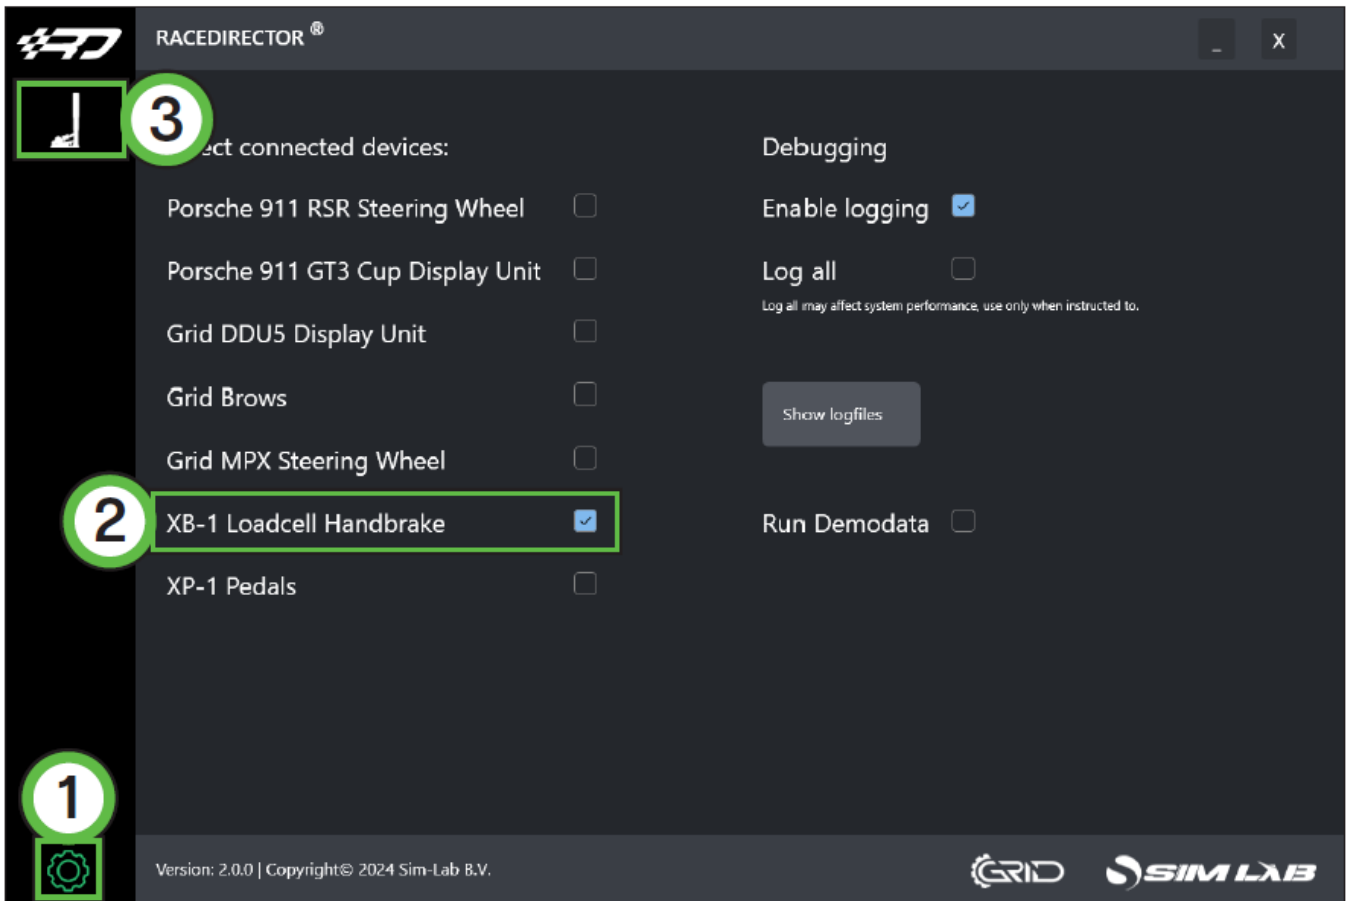 RD
RACEDIRECTOR ®
_
X
3
ect connected devices:
Porsche 911 RSR Steering Wheel
Porsche 911 GT3 Cup Display Unit
Grid DDU5 Display Unit
Grid Brows
Grid MPX Steering Wheel
2
XB-1 Loadcell Handbrake
XP-1 Pedals
Debugging
Enable logging
Log all
Log all may affect system performance, use only when instructed to.
Show logfiles
Run Demodata
1
Version: 2.0.0 | Copyright© 2024 Sim-Lab B.V.
GRID
SIM LAB